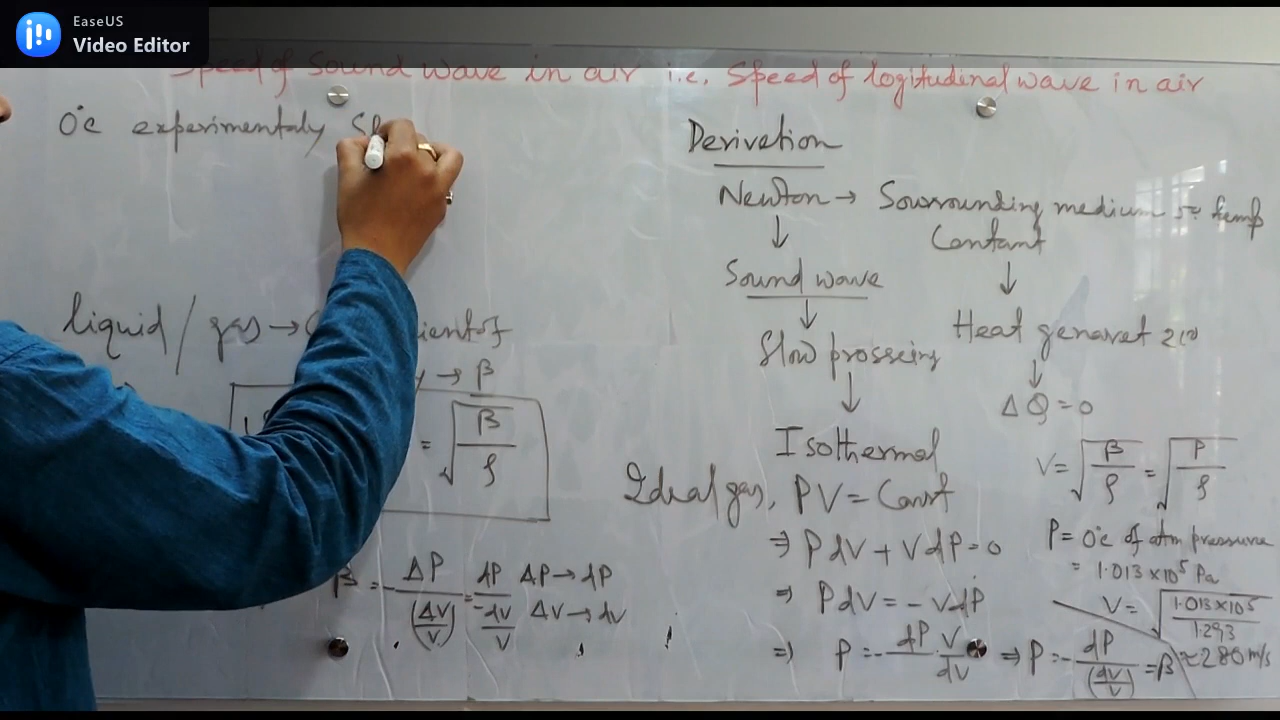 EaseUS
Video Editor
Speed of Sound wave in air i.e. Speed of logitudinal wave in air
0°c experimentaly
liquid / gas →
→ β
= √ β / ρ
β = - ΔP / (ΔV/V) = dP / -dv/v ΔP → dP ΔV → dv
Derivation
Newton → Sourrounding medium temp
Contant
↓ ↓
Sound wave
↓
Slow prosseing
↓
Isothermal
Heat genaret
↓
ΔQ = 0
V = √ β / ρ = √ P / ρ
Ideal gas, PV = Const
⇒ PdV + VdP = 0
⇒ PdV = - VdP
⇒ P = - dP V / dv ⇒ P = - dP / (dv/v) = β
P = 0°c of atm pressure
= 1.013 × 10⁵ Pa
V = √ 1.013 × 10⁵ / 1.293
≈ 280 m/s